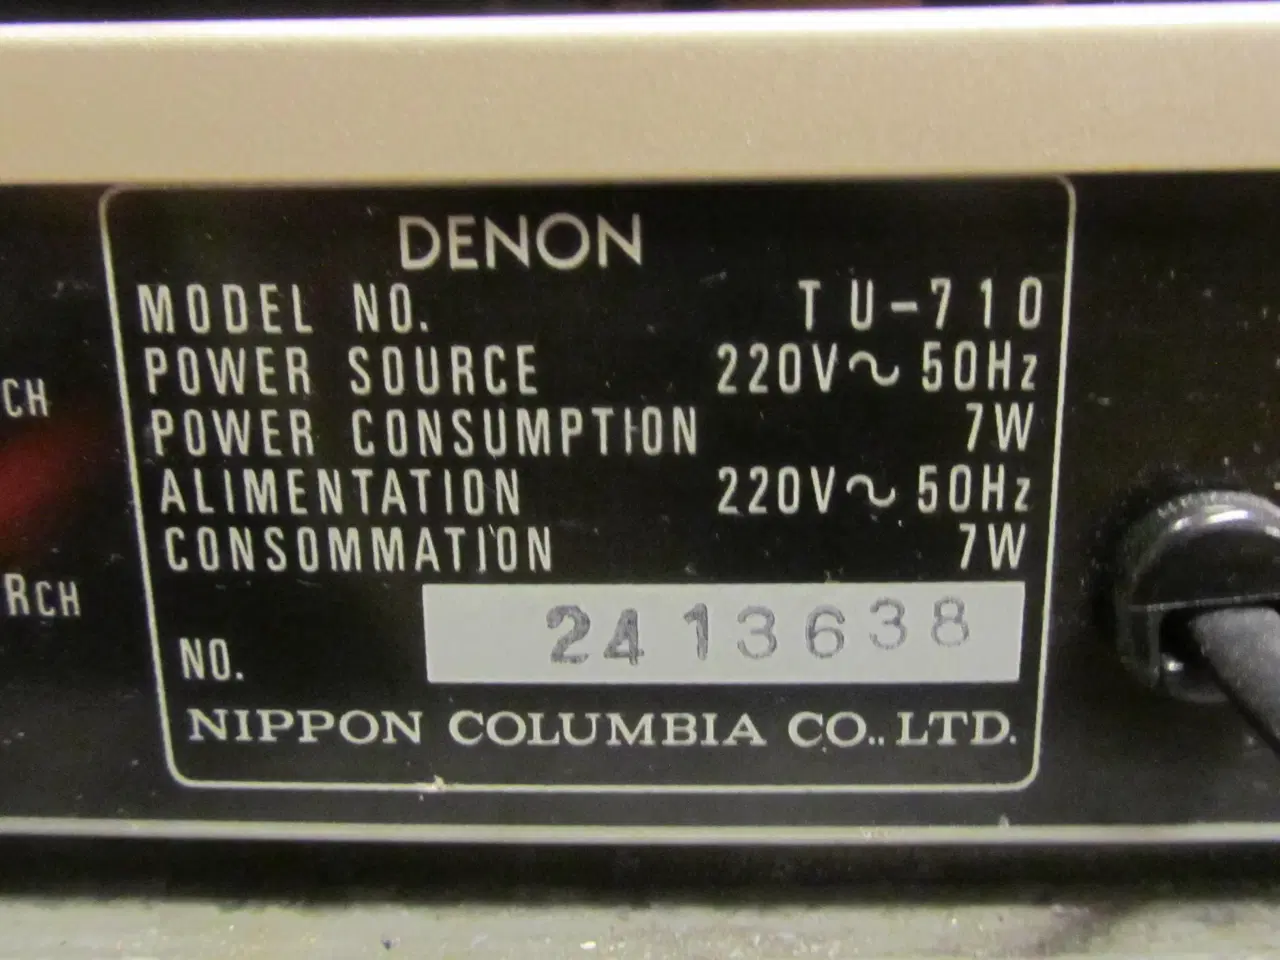 DENON
MODEL NO. TU-710
POWER SOURCE 220V~ 50Hz
POWER CONSUMPTION 7W
ALIMENTATION 220V~ 50Hz
CONSOMMATION 7W
NO. 2413638
NIPPON COLUMBIA CO., LTD.
CH
RCH